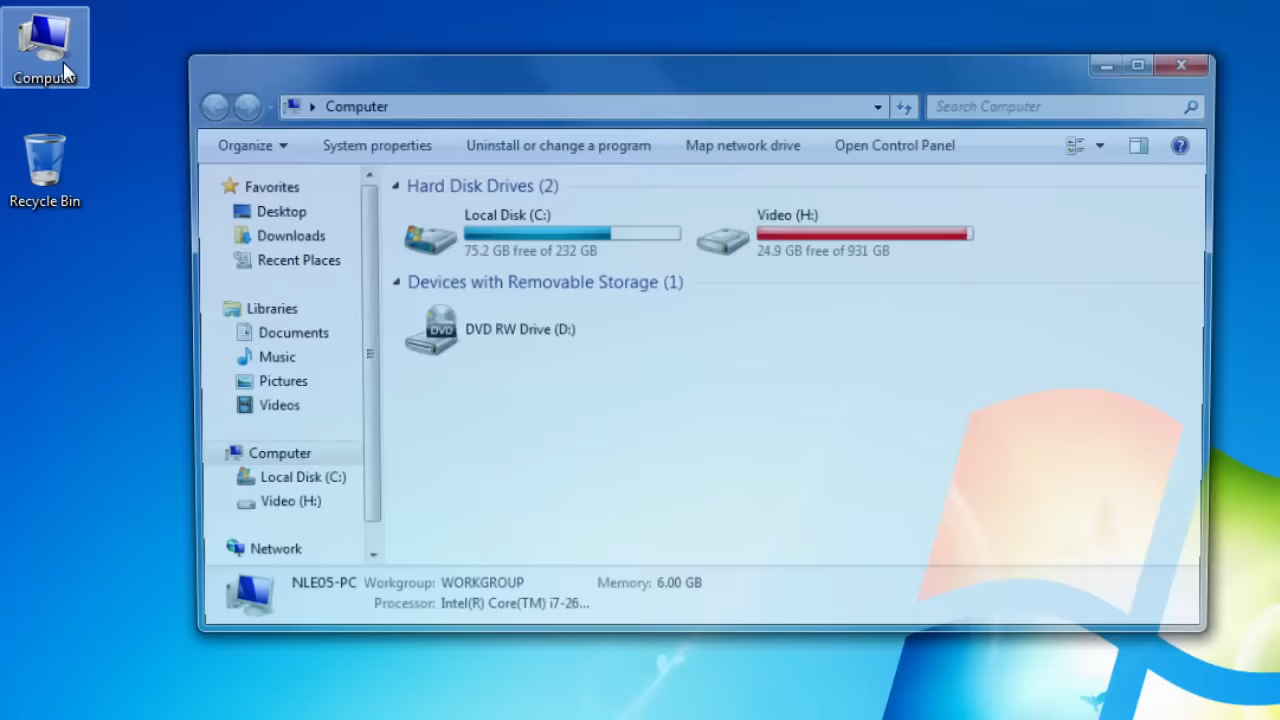 Computer
Recycle Bin
Computer
Search Computer
Organize
System properties
Uninstall or change a program
Map network drive
Open Control Panel
Favorites
Desktop
Downloads
Recent Places
Libraries
Documents
Music
Pictures
Videos
Computer
Local Disk (C:)
Video (H:)
Network
Hard Disk Drives (2)
Local Disk (C:)
75.2 GB free of 232 GB
Video (H:)
24.9 GB free of 931 GB
Devices with Removable Storage (1)
DVD
DVD RW Drive (D:)
NLE05-PC Workgroup: WORKGROUP Memory: 6.00 GB
Processor: Intel(R) Core(TM) i7-26...